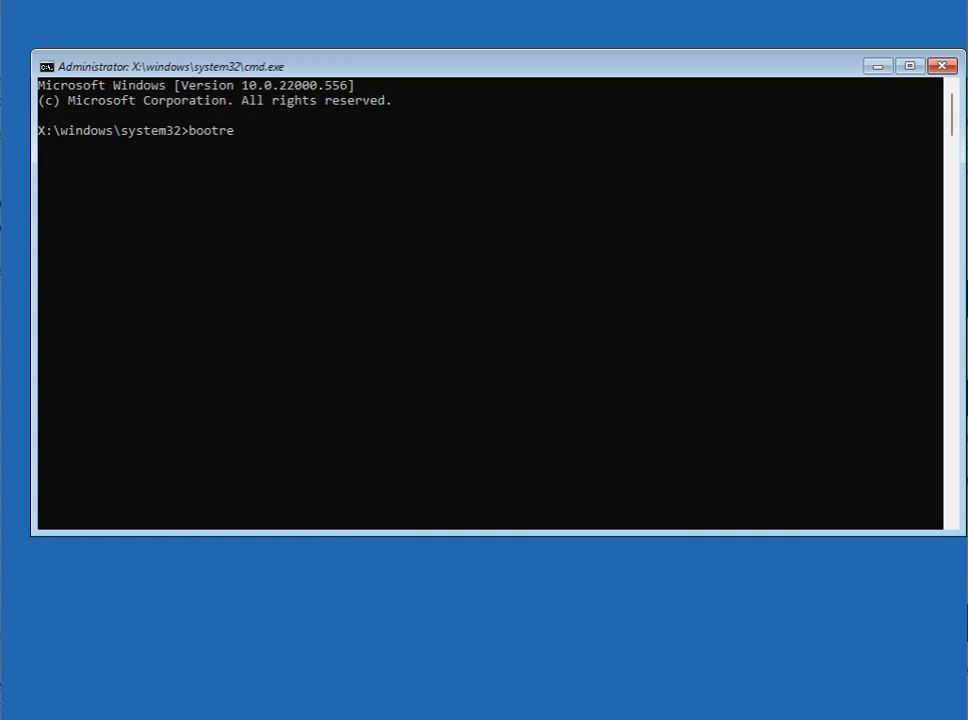 Administrator: X:\windows\system32\cmd.exe
Microsoft Windows [Version 10.0.22000.556]
(c) Microsoft Corporation. All rights reserved.
X:\windows\system32>bootre